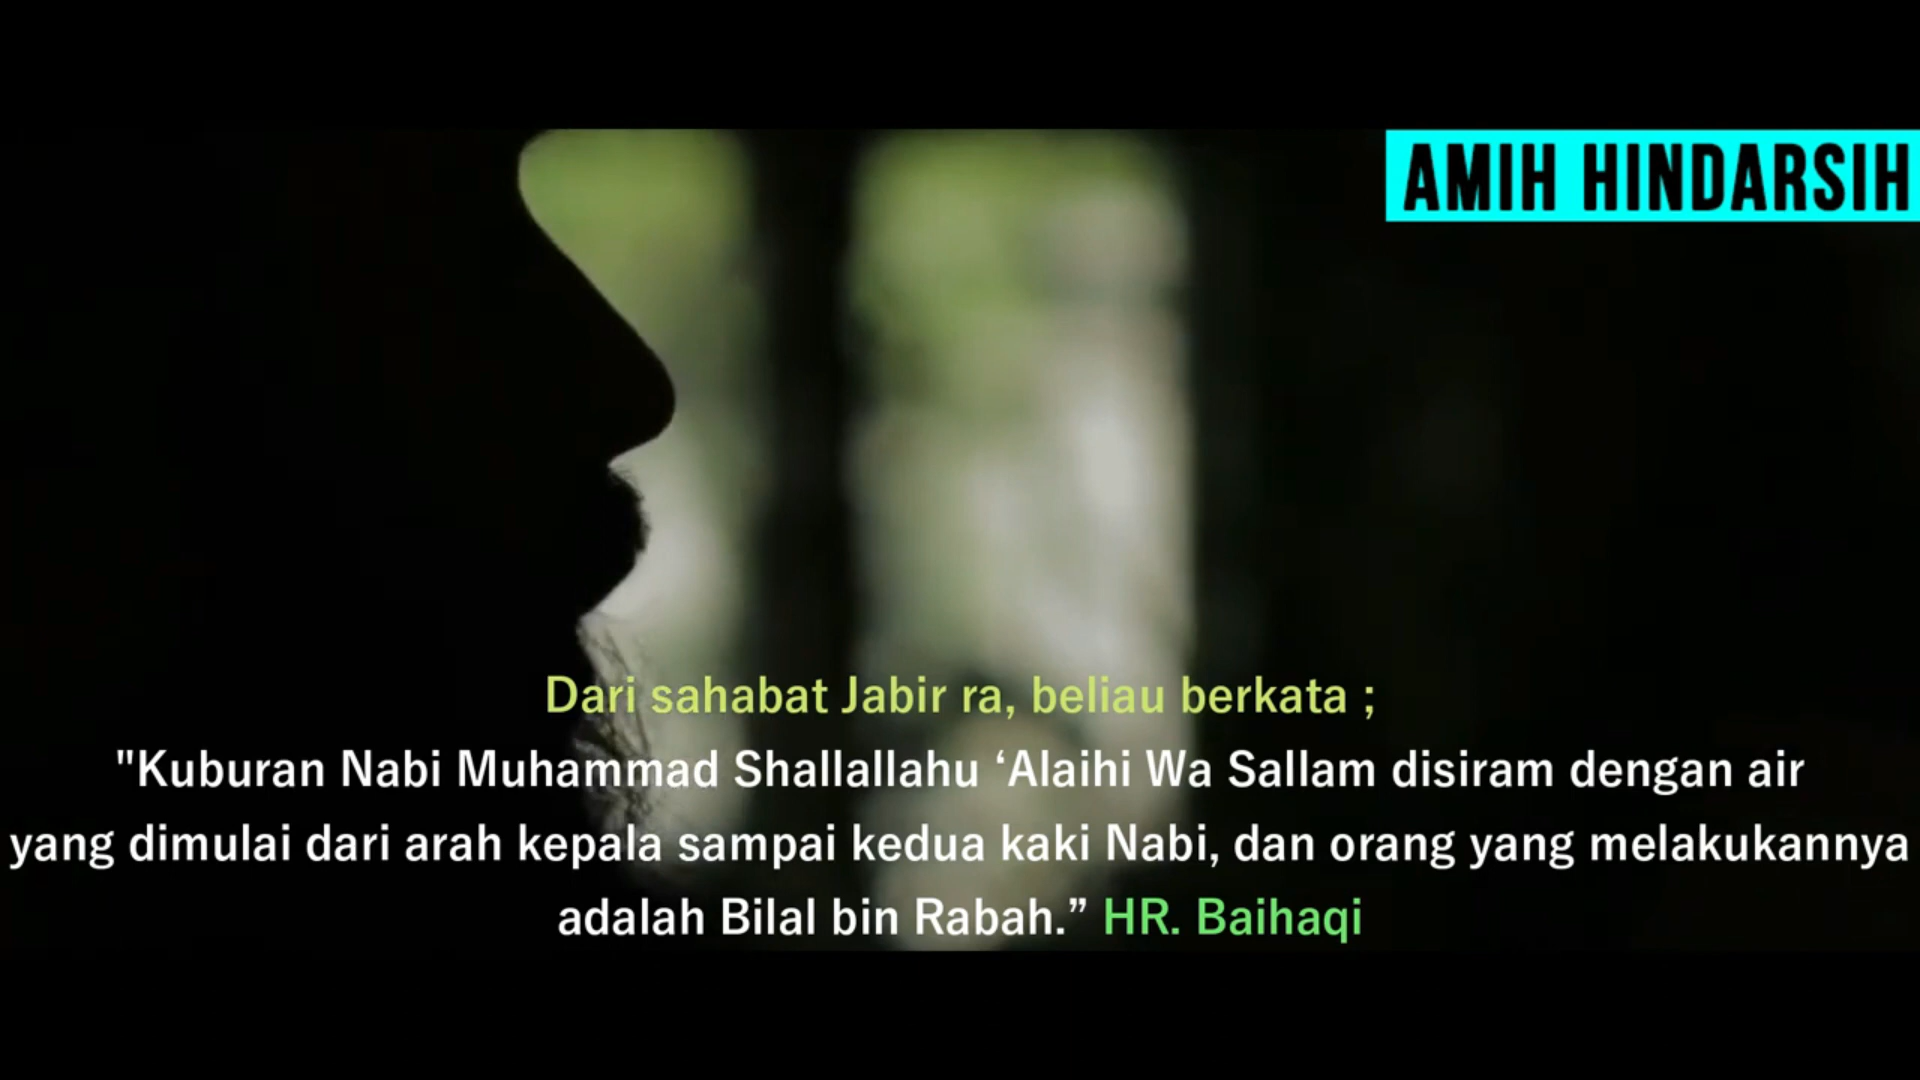 AMIH HINDARSIH
Dari sahabat Jabir ra, beliau berkata ;
"Kuburan Nabi Muhammad Shallallahu ‘Alaihi Wa Sallam disiram dengan air
yang dimulai dari arah kepala sampai kedua kaki Nabi, dan orang yang melakukannya
adalah Bilal bin Rabah.” HR. Baihaqi